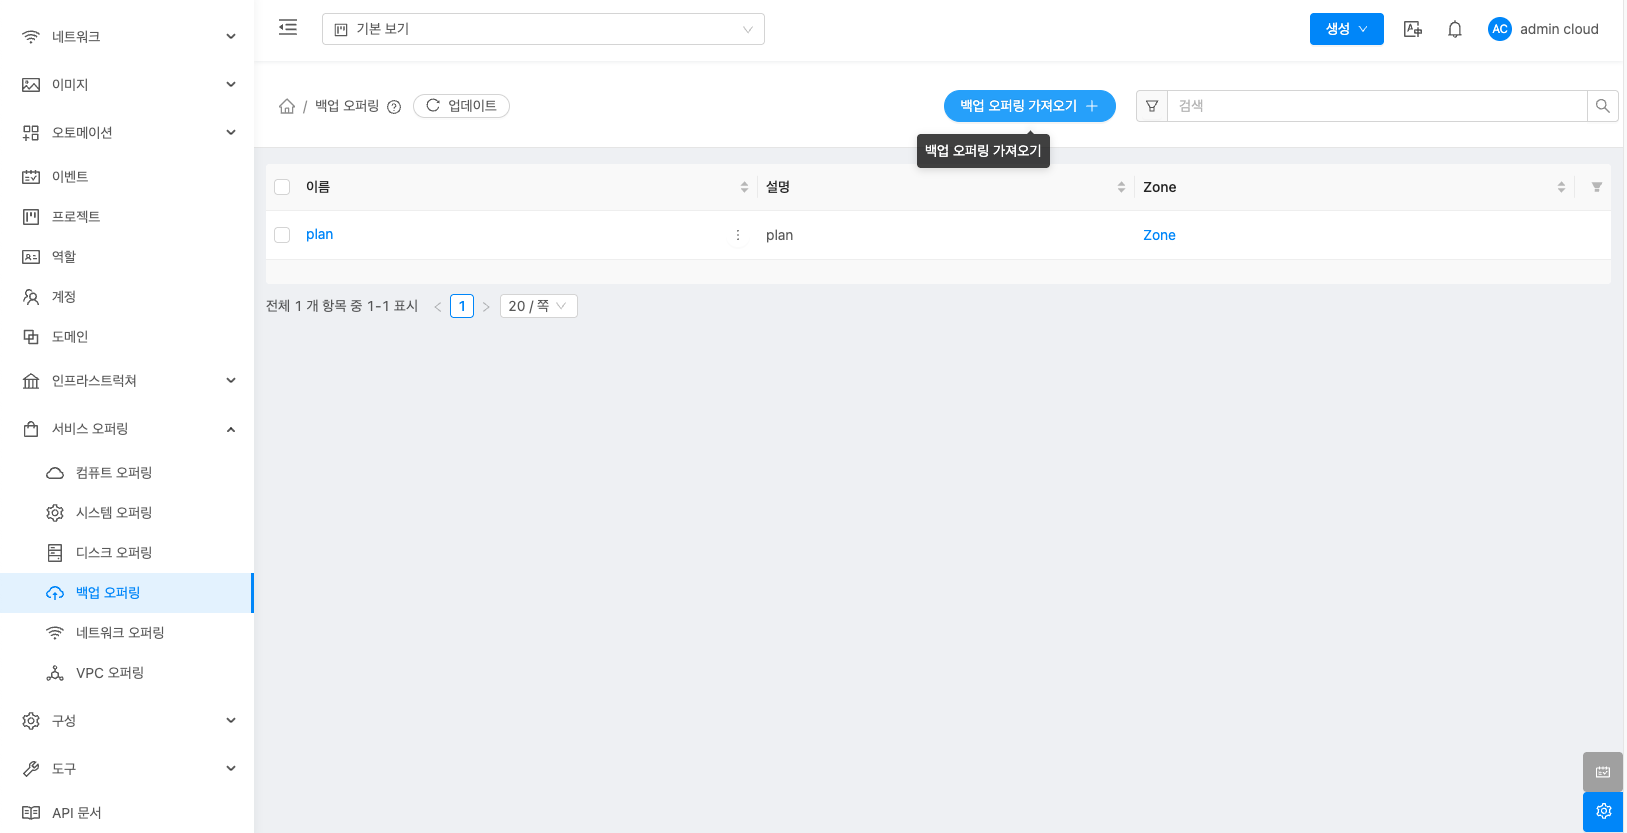 네트워크
이미지
오토메이션
이벤트
프로젝트
역할
계정
도메인
인프라스트럭쳐
서비스 오퍼링
컴퓨트 오퍼링
시스템 오퍼링
디스크 오퍼링
백업 오퍼링
네트워크 오퍼링
VPC 오퍼링
구성
도구
API 문서
기본 보기
생성
AC admin cloud
/ 백업 오퍼링 업데이트
백업 오퍼링 가져오기
검색
백업 오퍼링 가져오기
이름 설명 Zone
plan plan Zone
전체 1 개 항목 중 1-1 표시 < 1 > 20 / 쪽